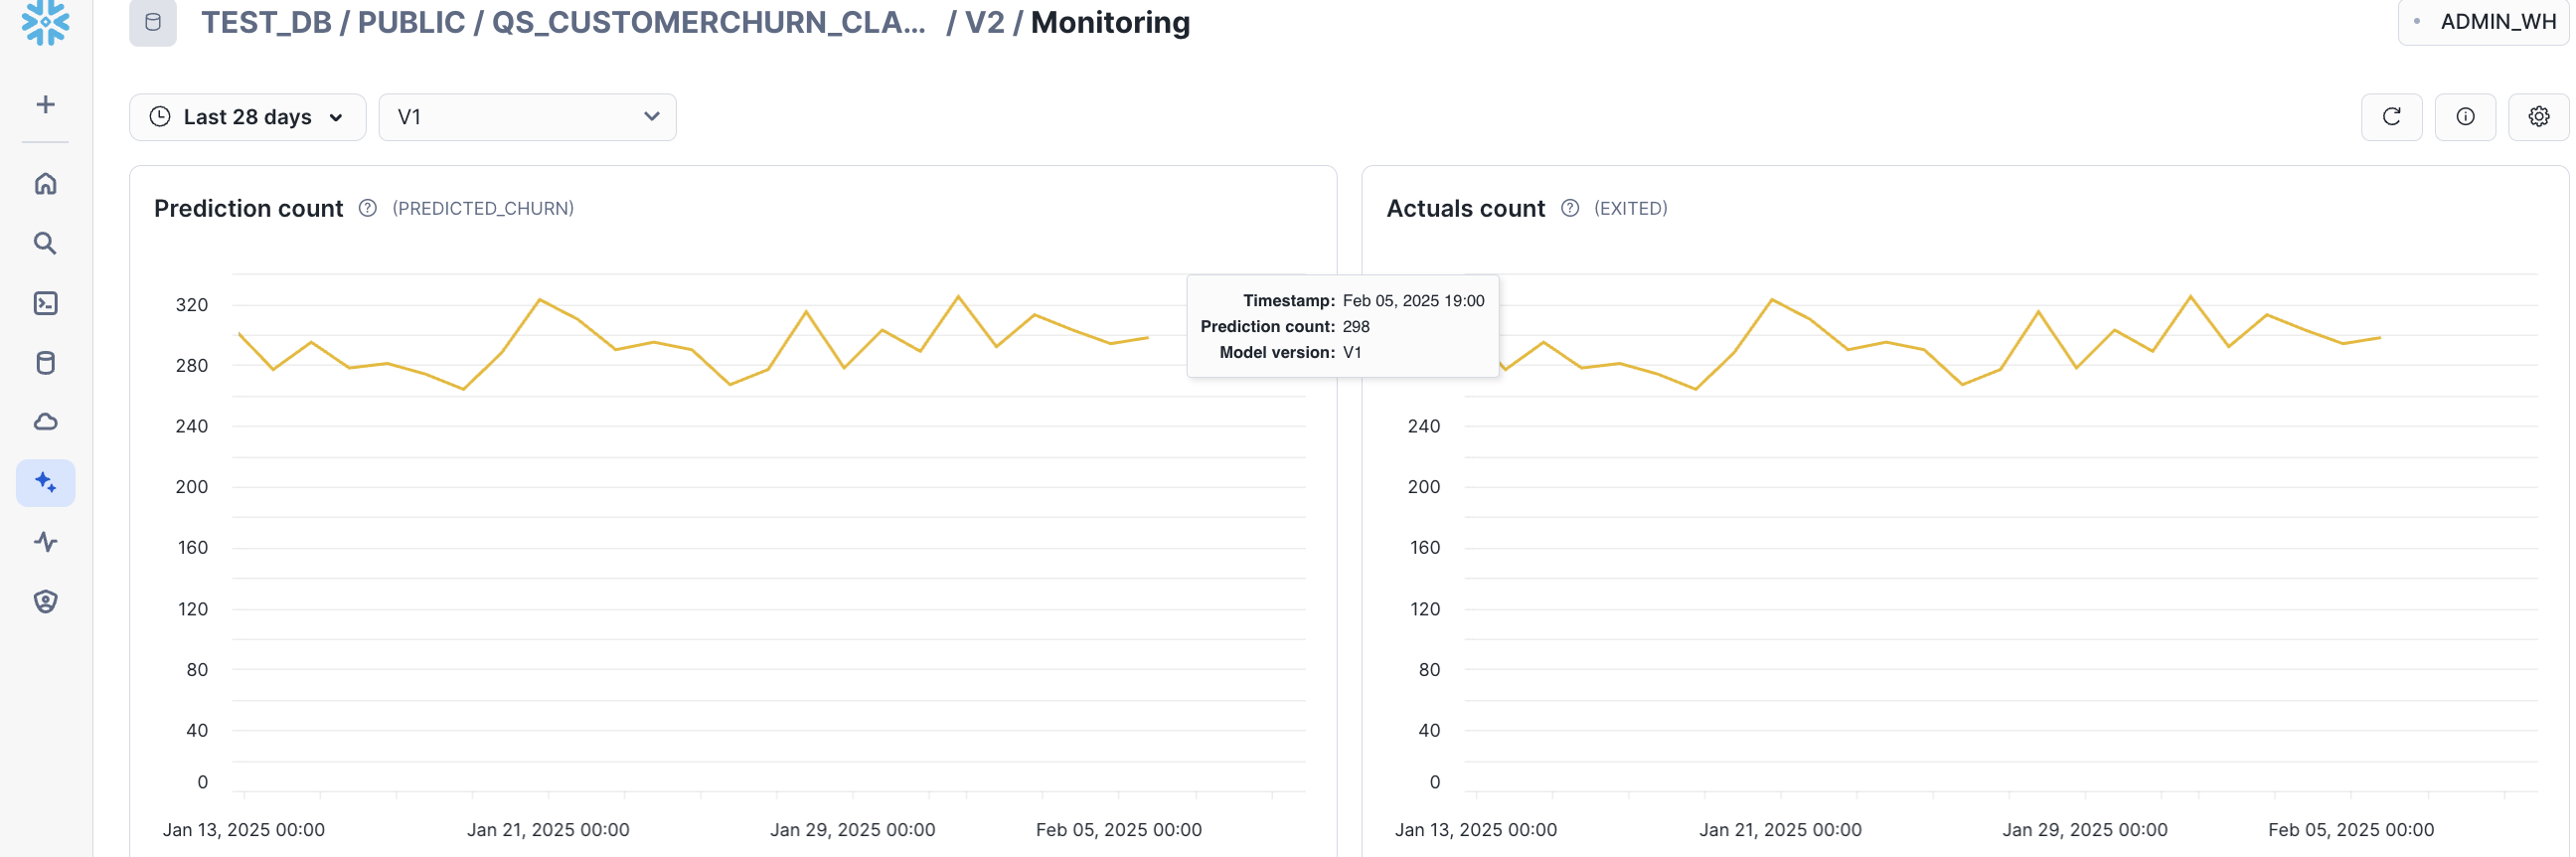 TEST_DB / PUBLIC / QS_CUSTOMERCHURN_CLA... / V2 / Monitoring
ADMIN_WH
Last 28 days
V1
Prediction count (PREDICTED_CHURN)
320
280
240
200
160
120
80
40
0
Jan 13, 2025 00:00 Jan 21, 2025 00:00 Jan 29, 2025 00:00 Feb 05, 2025 00:00
Timestamp: Feb 05, 2025 19:00
Prediction count: 298
Model version: V1
Actuals count (EXITED)
240
200
160
120
80
40
0
Jan 13, 2025 00:00 Jan 21, 2025 00:00 Jan 29, 2025 00:00 Feb 05, 2025 00:00